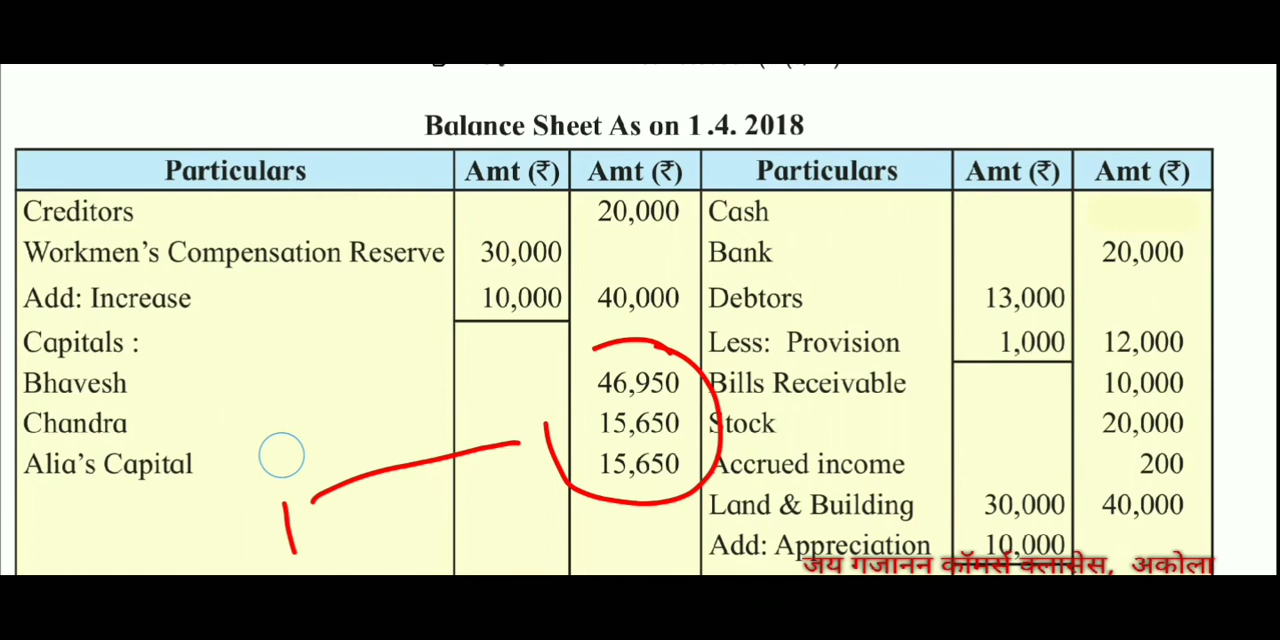 Balance Sheet As on 1.4. 2018
Particulars Amt (₹) Amt (₹) Particulars Amt (₹) Amt (₹)
Creditors 20,000 Cash
Workmen's Compensation Reserve 30,000 Bank 20,000
Add: Increase 10,000 40,000 Debtors 13,000
Capitals : Less: Provision 1,000 12,000
Bhavesh 46,950 Bills Receivable 10,000
Chandra 15,650 Stock 20,000
Alia's Capital 15,650 Accrued income 200
Land & Building 30,000 40,000
Add: Appreciation 10,000
जय गजानन कॉमर्स क्लासेस, अकोला